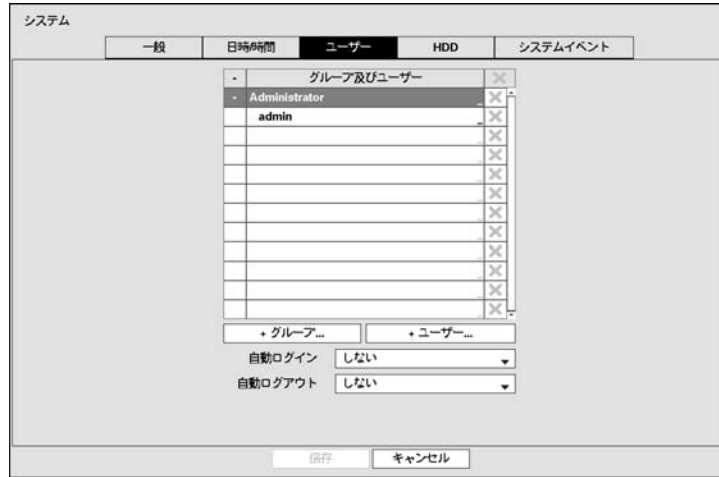 システム
一般 日時/時間 ユーザー HDD システムイベント
- グループ及びユーザー
- Administrator
admin
+ グループ... + ユーザー...
自動ログイン しない
自動ログアウト しない
保存 キャンセル